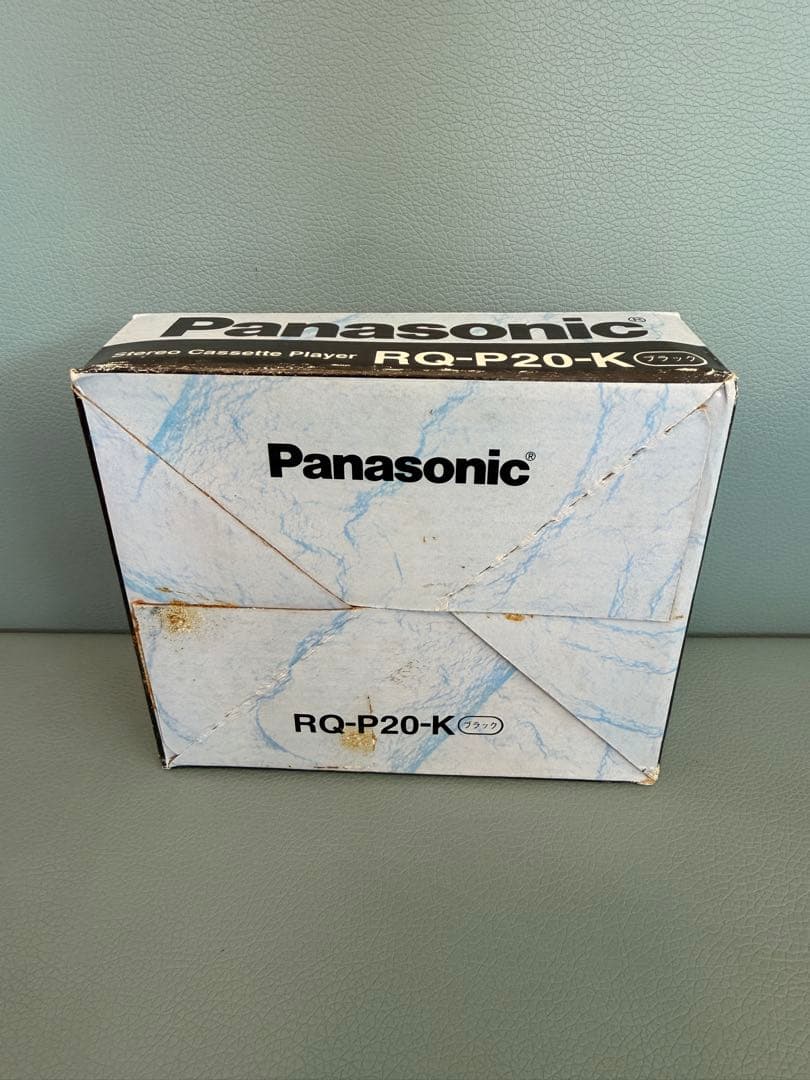 Panasonic®
Stereo Cassette Player RQ-P20-K ブラック
Panasonic®
RQ-P20-K ブラック